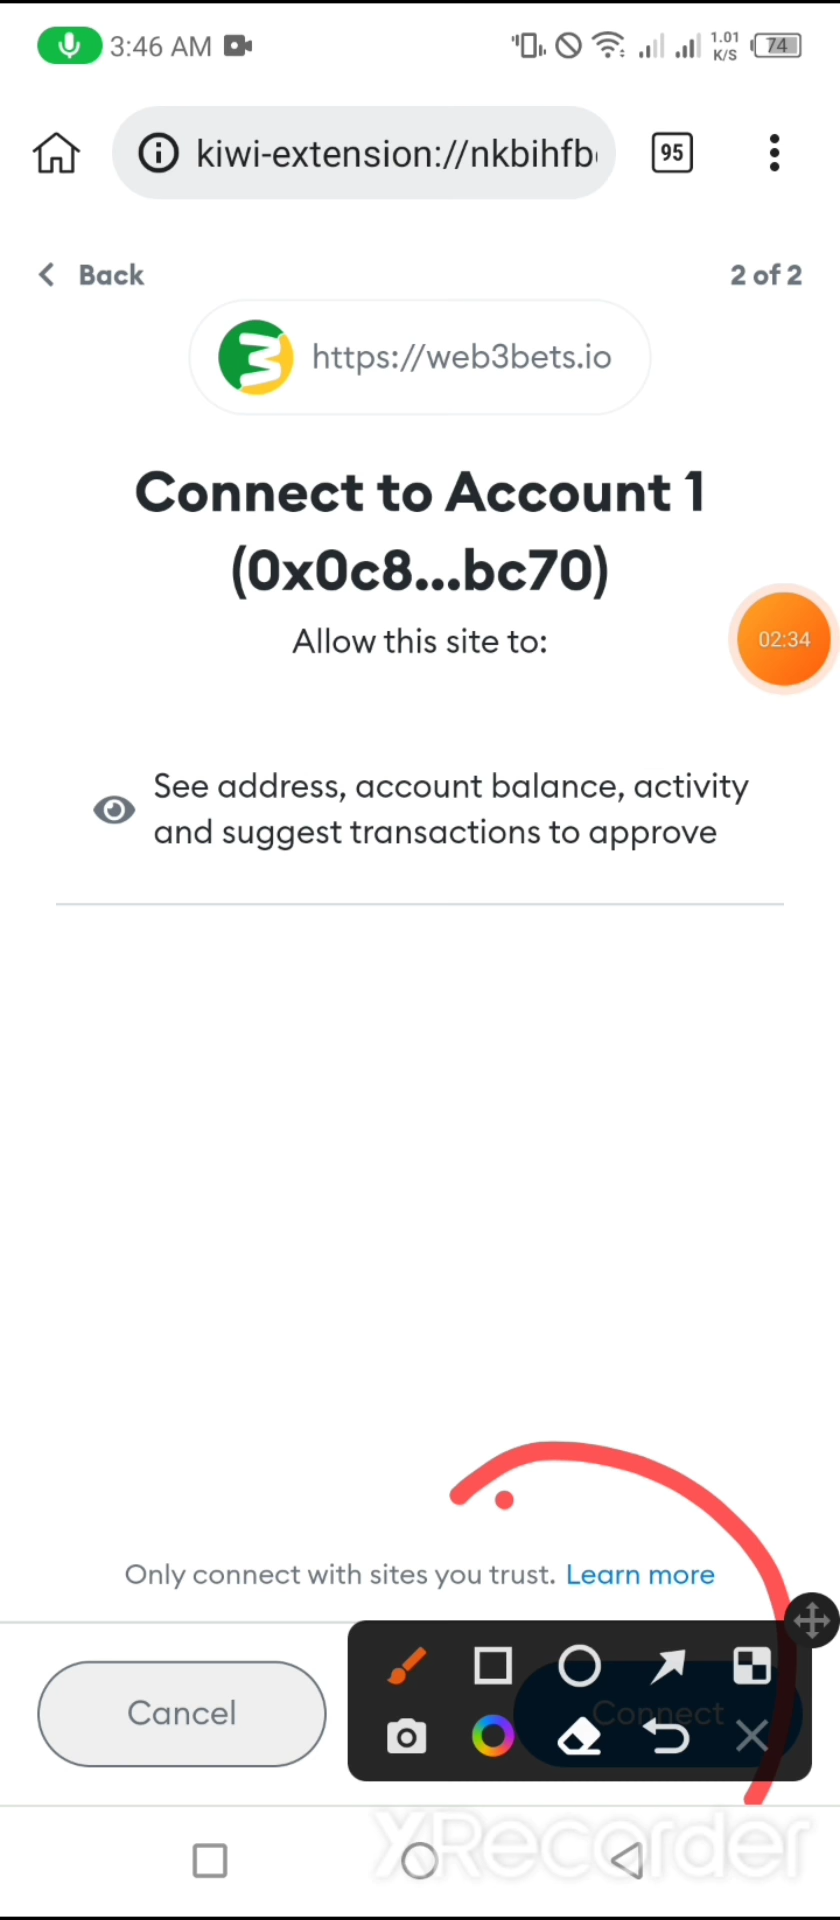 3:46 AM
1.01
K/S
74
kiwi-extension://nkbihfb
95
Back
2 of 2
https://web3bets.io
Connect to Account 1
(0x0c8...bc70)
Allow this site to:
02:34
See address, account balance, activity
and suggest transactions to approve
Only connect with sites you trust. Learn more
Cancel
Connect
XRecorder